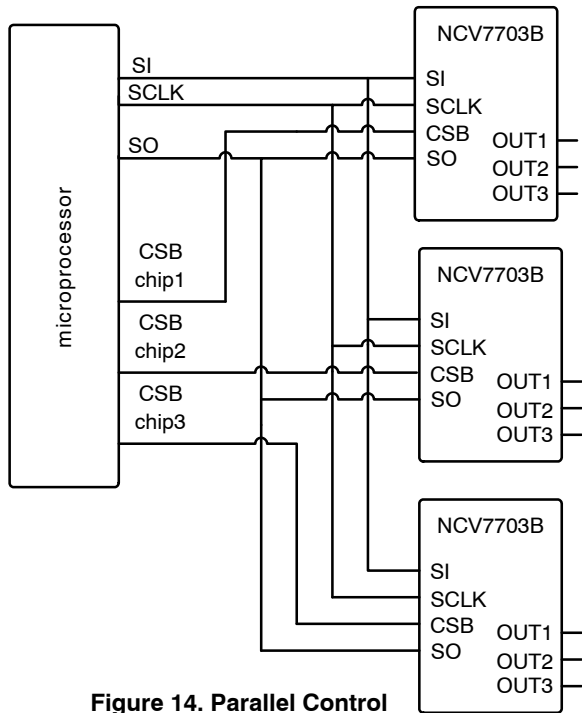 microprocessor
SI
SCLK
SO
CSB
chip1
CSB
chip2
CSB
chip3
NCV7703B
SI
SCLK
CSB
SO
OUT1
OUT2
OUT3
NCV7703B
SI
SCLK
CSB
SO
OUT1
OUT2
OUT3
NCV7703B
SI
SCLK
CSB
SO
OUT1
OUT2
OUT3
Figure 14. Parallel Control